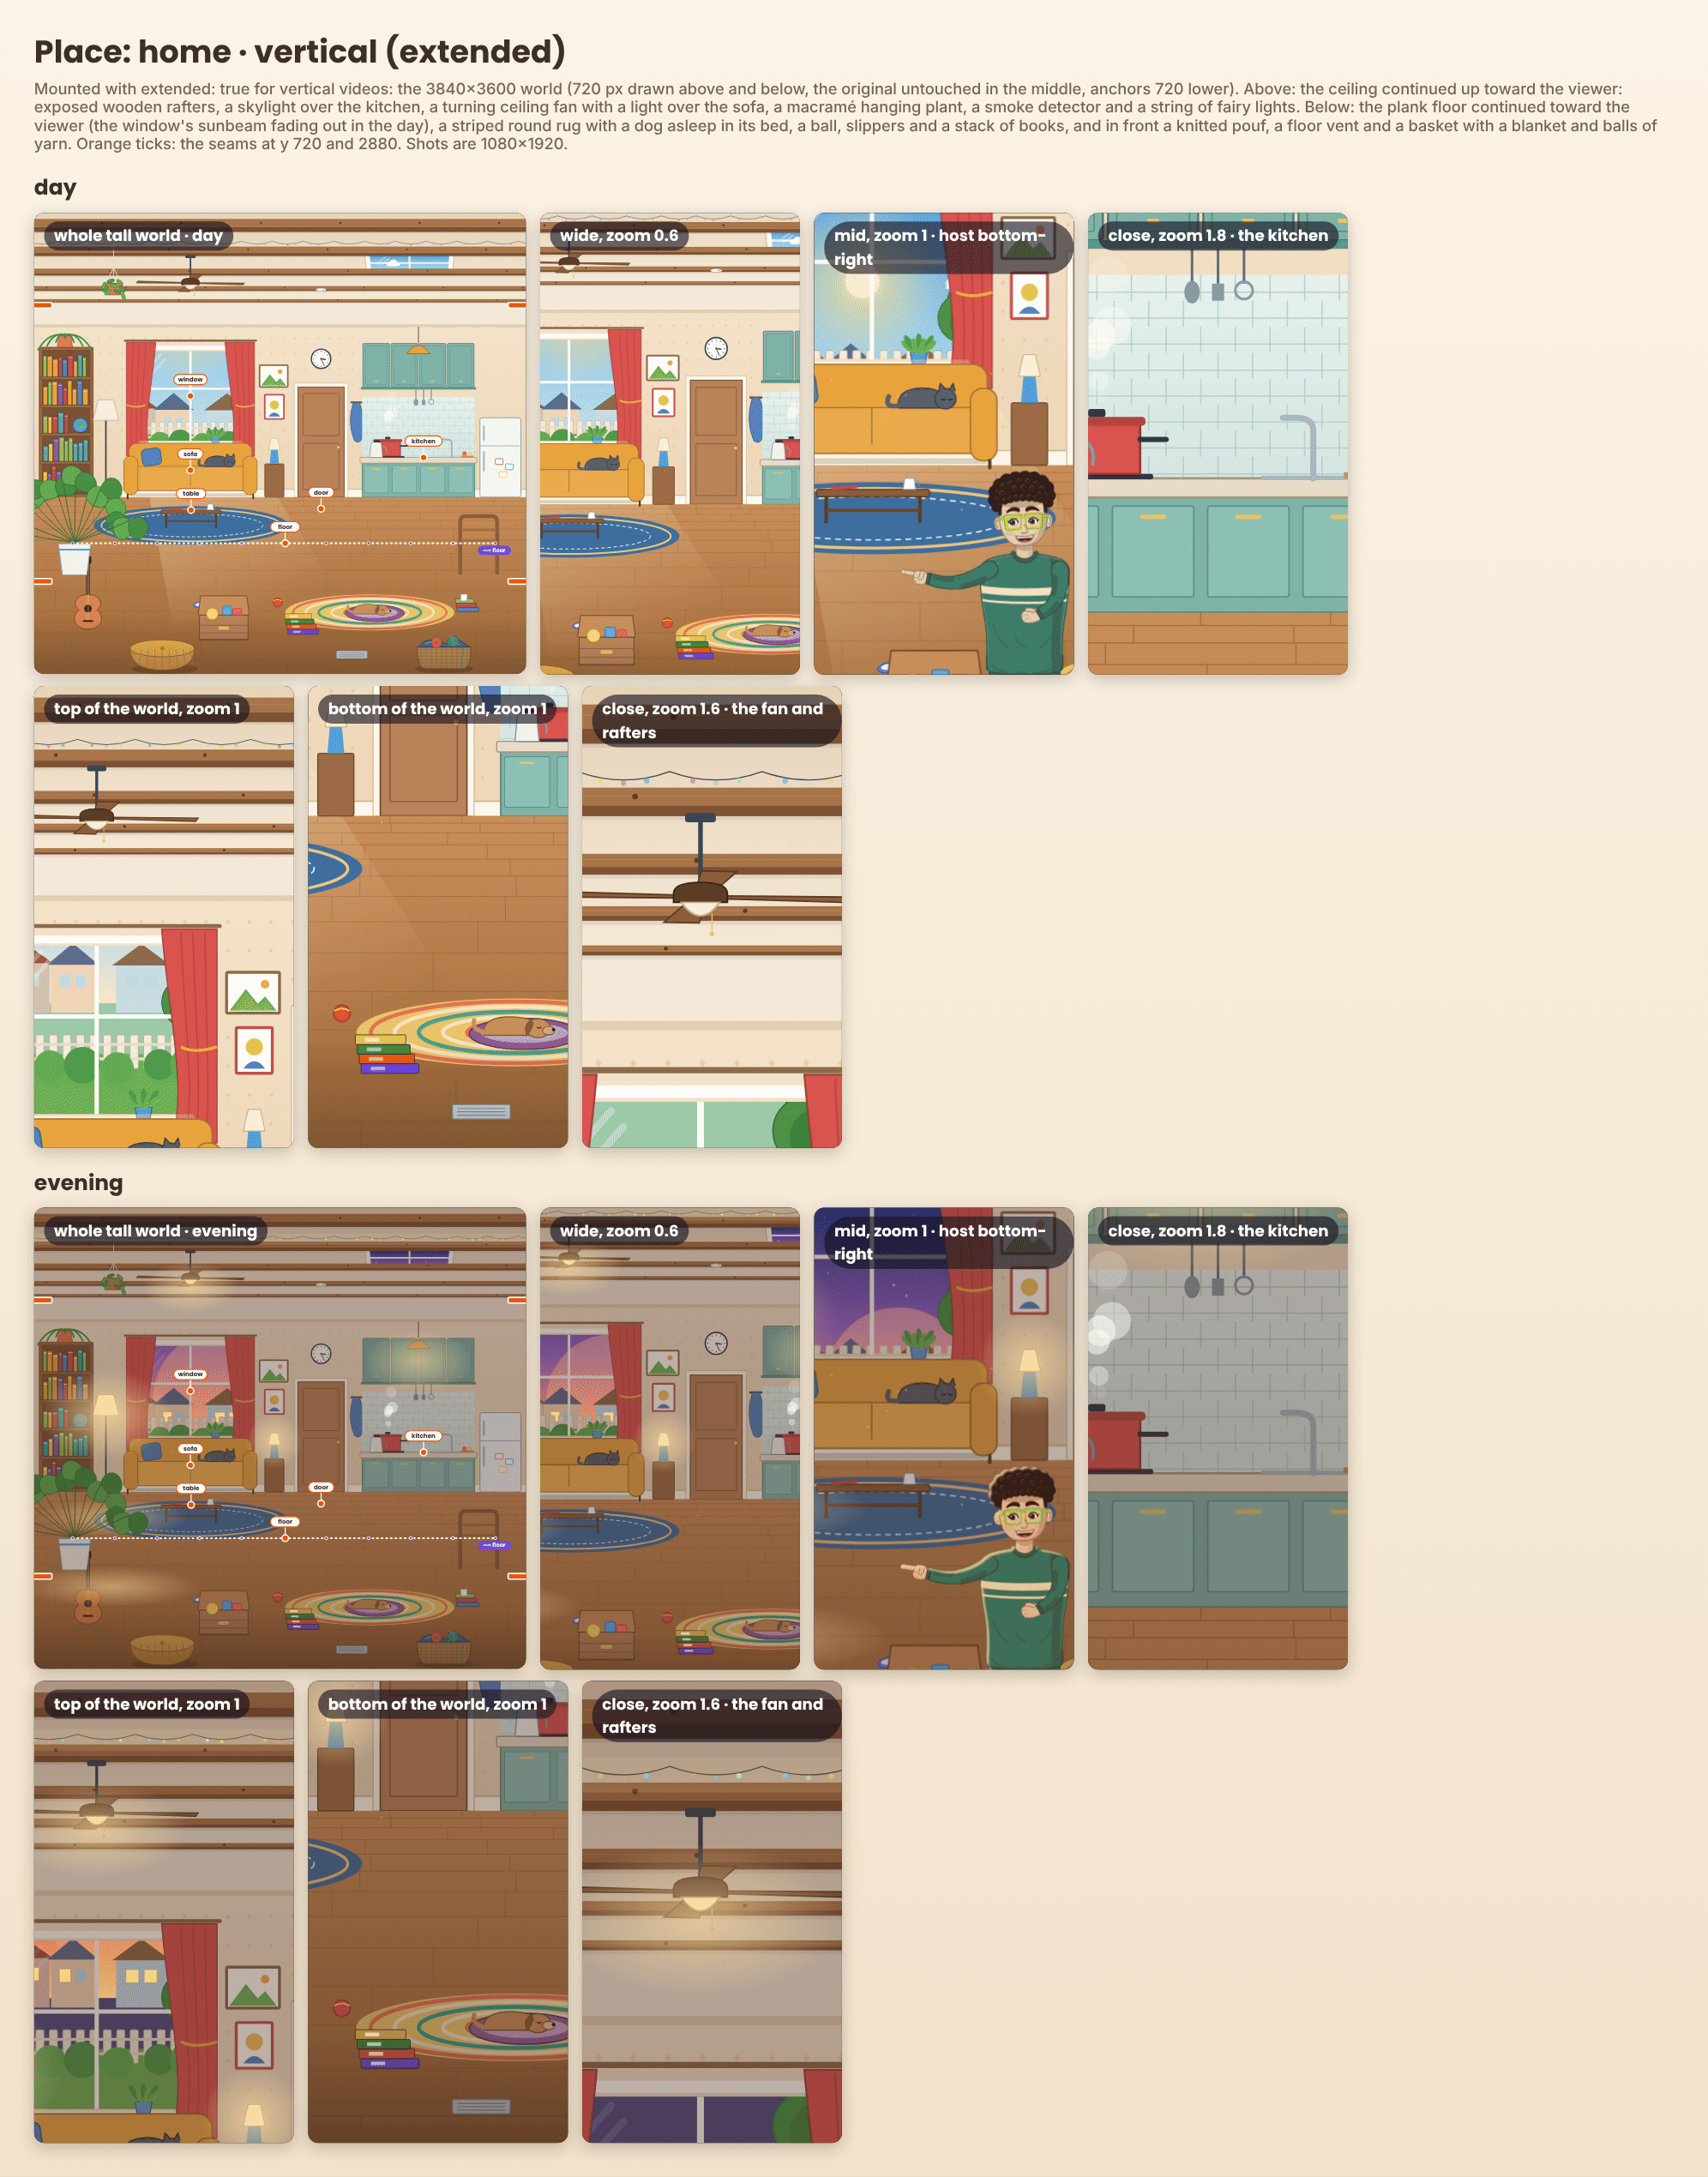 Place: home · vertical (extended)
Mounted with extended: true for vertical videos: the 3840×3600 world (720 px drawn above and below, the original untouched in the middle, anchors 720 lower). Above: the ceiling continued up toward the viewer:
exposed wooden rafters, a skylight over the kitchen, a turning ceiling fan with a light over the sofa, a macramé hanging plant, a smoke detector and a string of fairy lights. Below: the plank floor continued toward the
viewer (the window's sunbeam fading out in the day), a striped round rug with a dog asleep in its bed, a ball, slippers and a stack of books, and in front a knitted pouf, a floor vent and a basket with a blanket and balls of
yarn. Orange ticks: the seams at y 720 and 2880. Shots are 1080×1920.
day
whole tall world · day
window
sofa
kitchen
table
door
floor
⟶ floor
wide, zoom 0.6
mid, zoom 1 · host bottom-
right
close, zoom 1.8 · the kitchen
top of the world, zoom 1
bottom of the world, zoom 1
close, zoom 1.6 · the fan and
rafters
evening
whole tall world · evening
window
sofa
kitchen
table
door
floor
⟶ floor
wide, zoom 0.6
mid, zoom 1 · host bottom-
right
close, zoom 1.8 · the kitchen
top of the world, zoom 1
bottom of the world, zoom 1
close, zoom 1.6 · the fan and
rafters